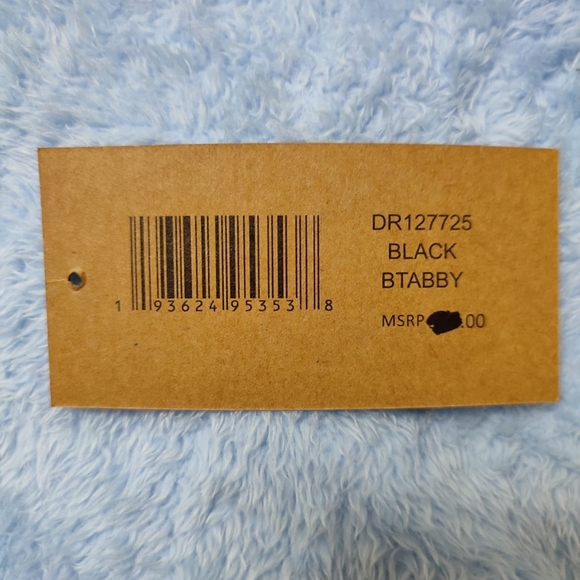 1 93624 95353 8
DR127725
BLACK
BTABBY
MSRP .00